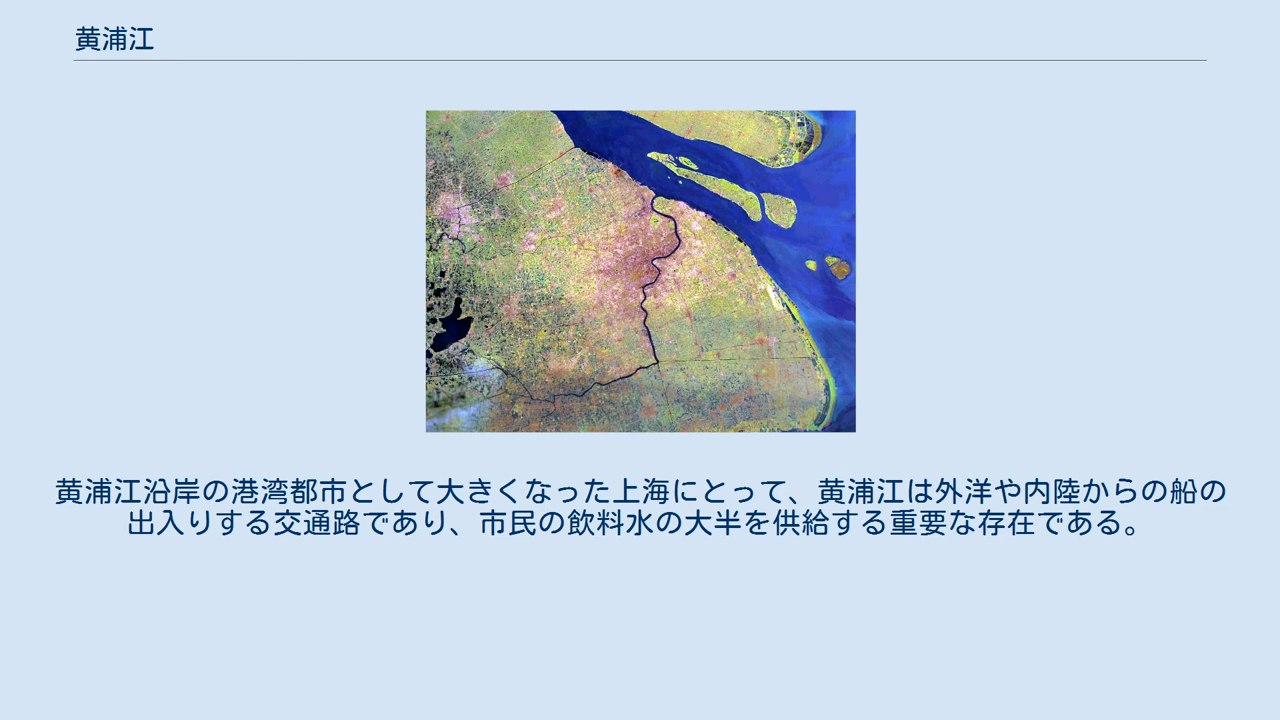 黄浦江
黄浦江沿岸の港湾都市として大きくなった上海にとって、黄浦江は外洋や内陸からの船の
出入りする交通路であり、市民の飲料水の大半を供給する重要な存在である。